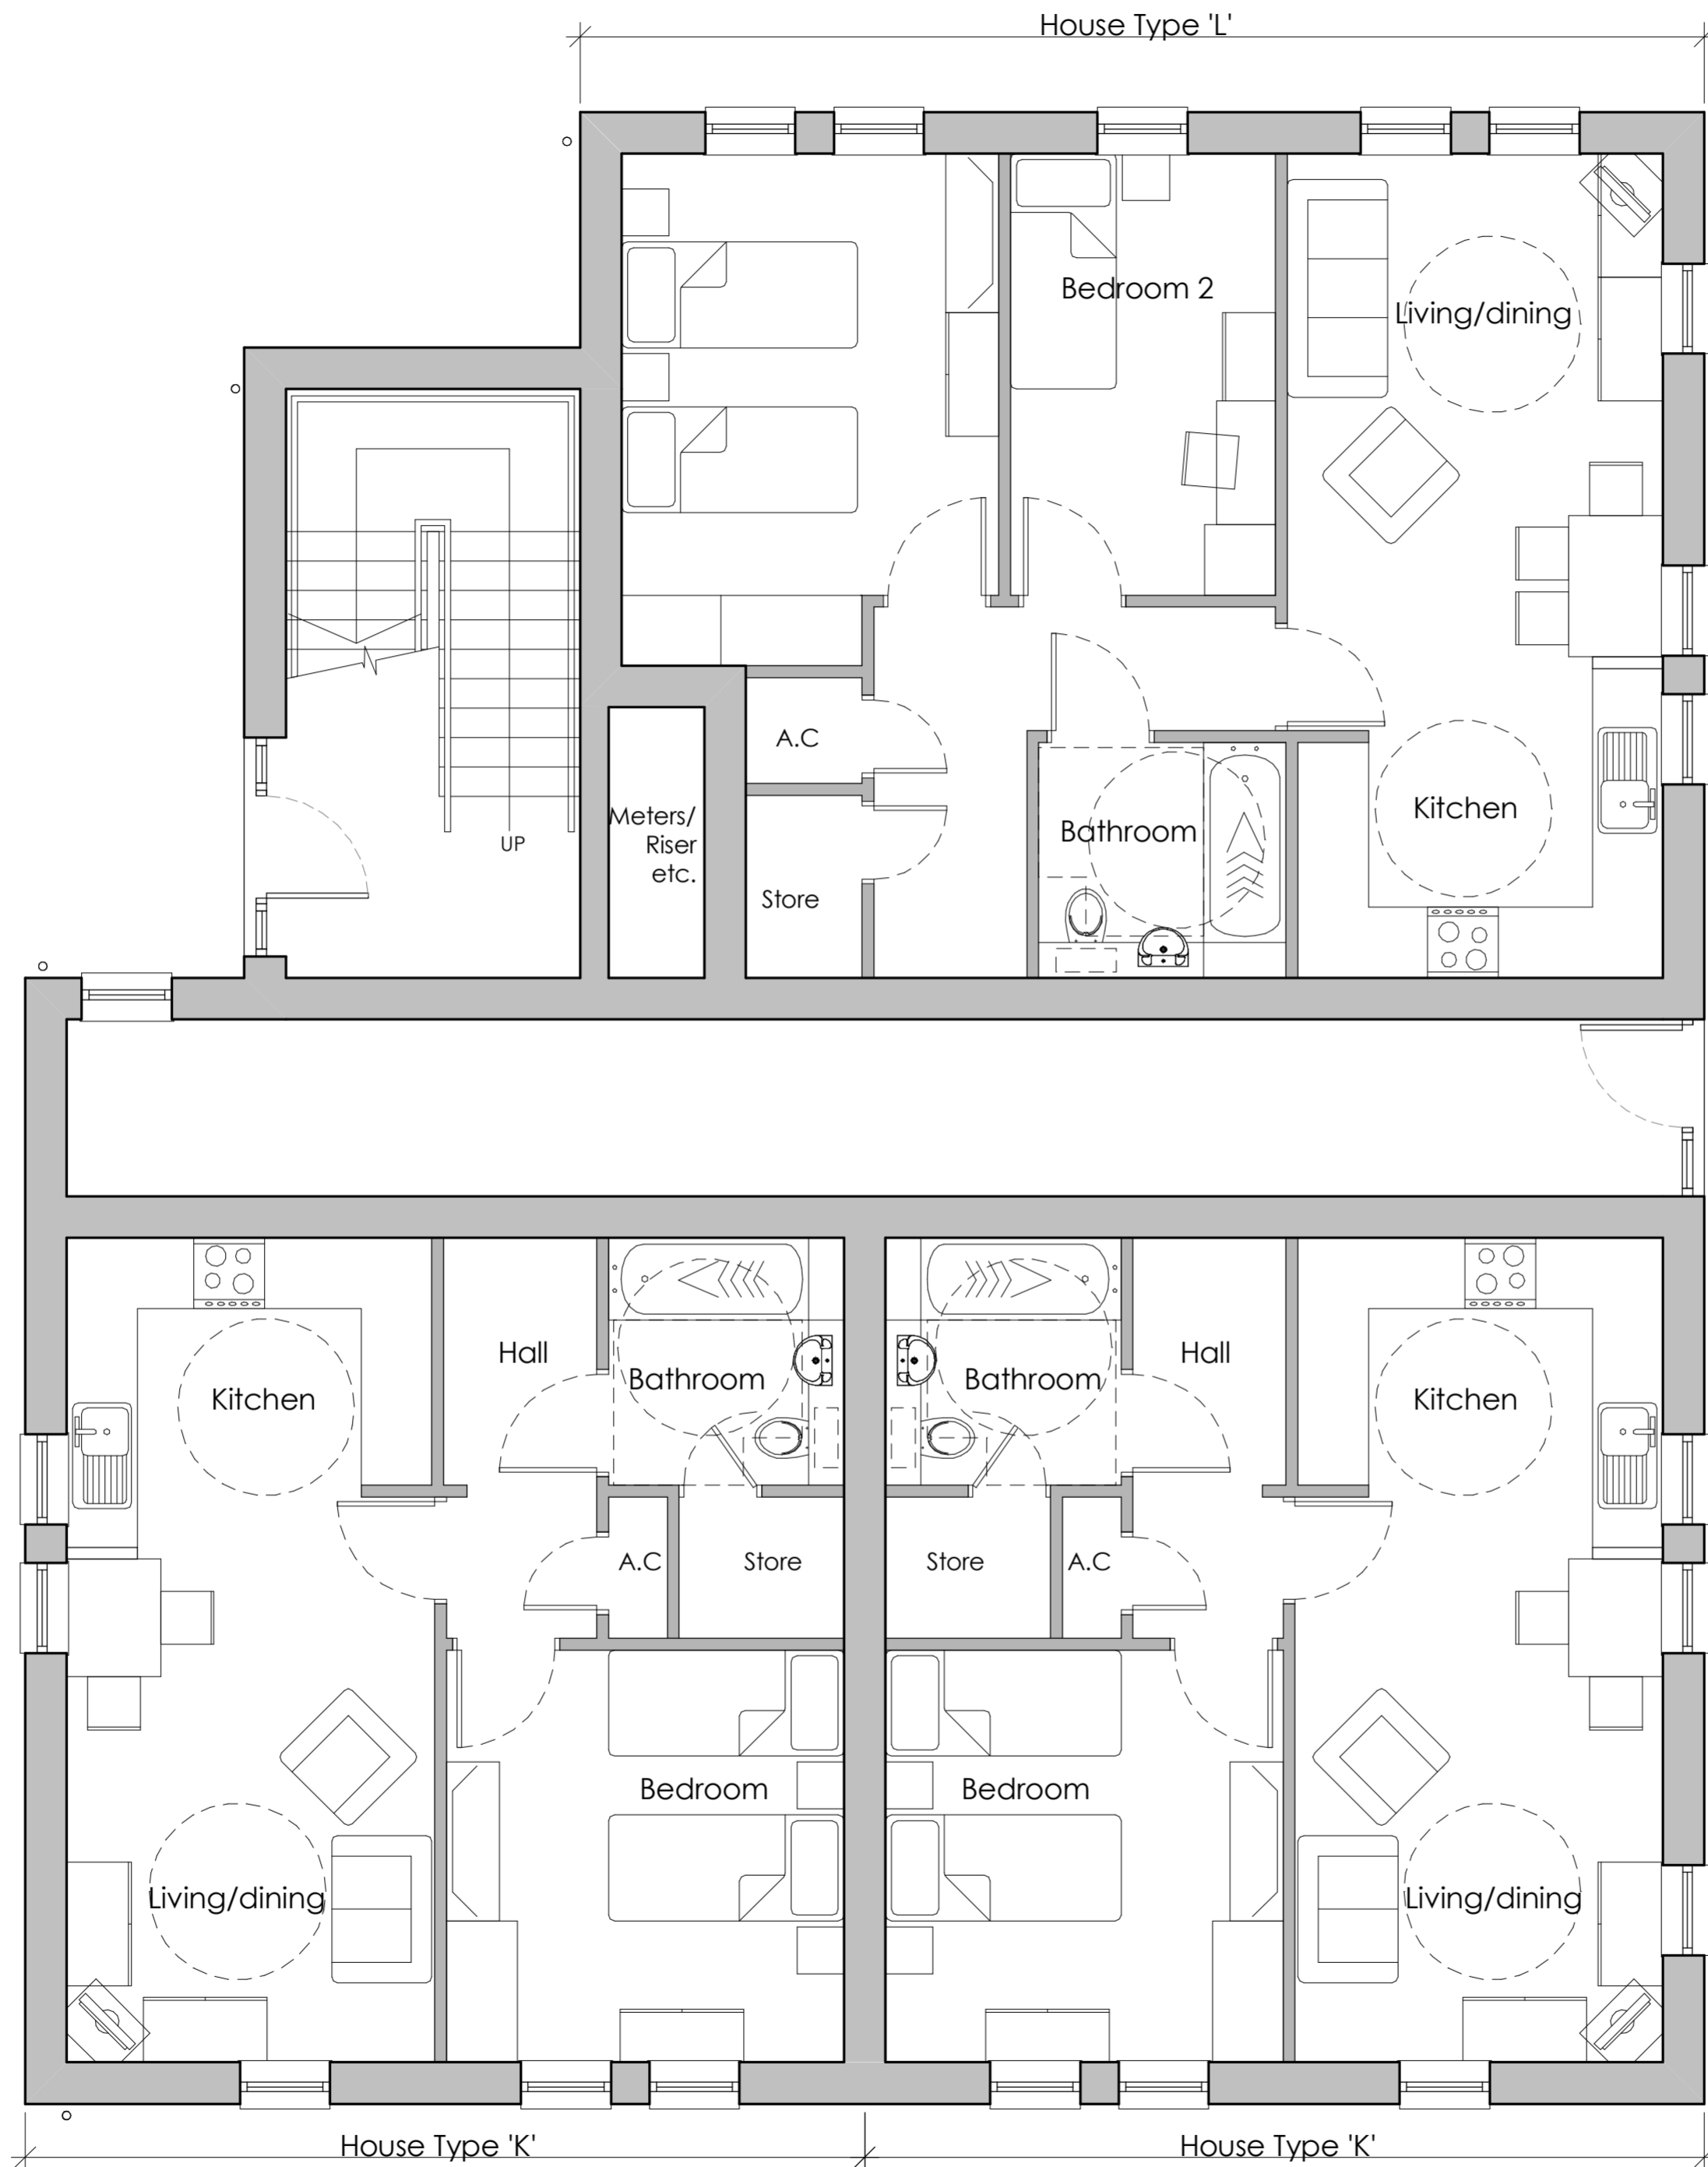 House Type 'L'
Bedroom 2
Living/dining
A.C
Meters/
Riser
etc.
UP
Store
Bathroom
Kitchen
Hall
Bathroom
Kitchen
A.C
Store
Bathroom
Hall
Kitchen
Store
A.C
Bedroom
Bedroom
Living/dining
Living/dining
House Type 'K'
House Type 'K'